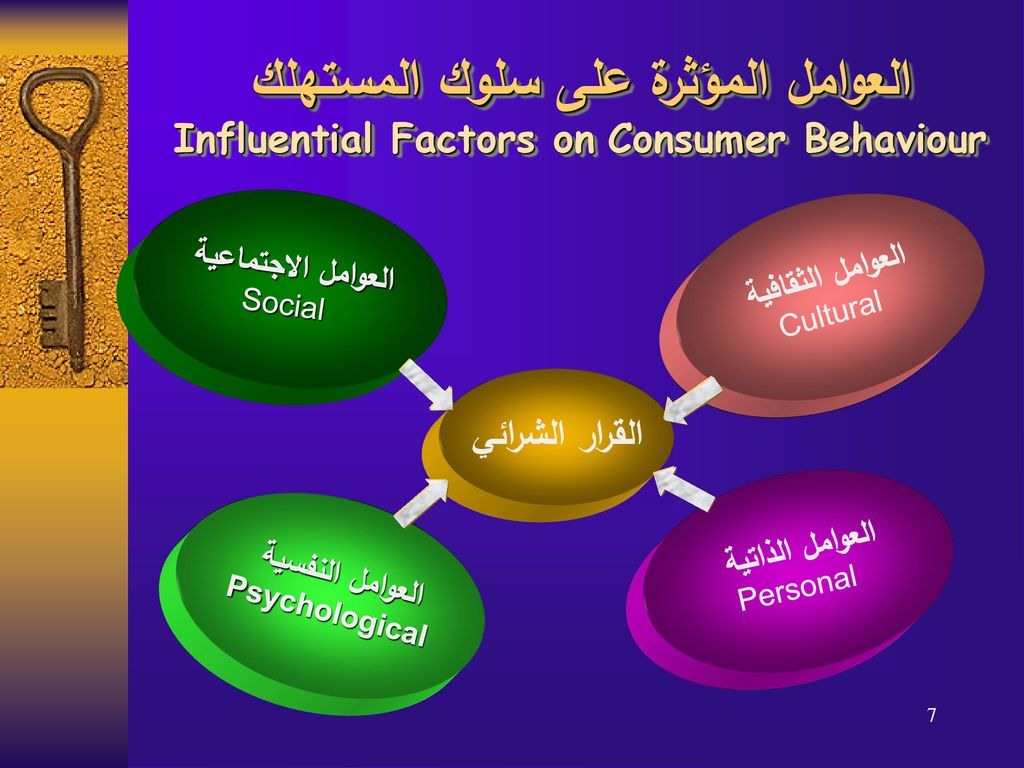 العوامل المؤثرة على سلوك المستهلك
Influential Factors on Consumer Behaviour
العوامل الاجتماعية
Social
العوامل الثقافية
Cultural
القرار الشرائي
العوامل النفسية
Psychological
العوامل الذاتية
Personal
7